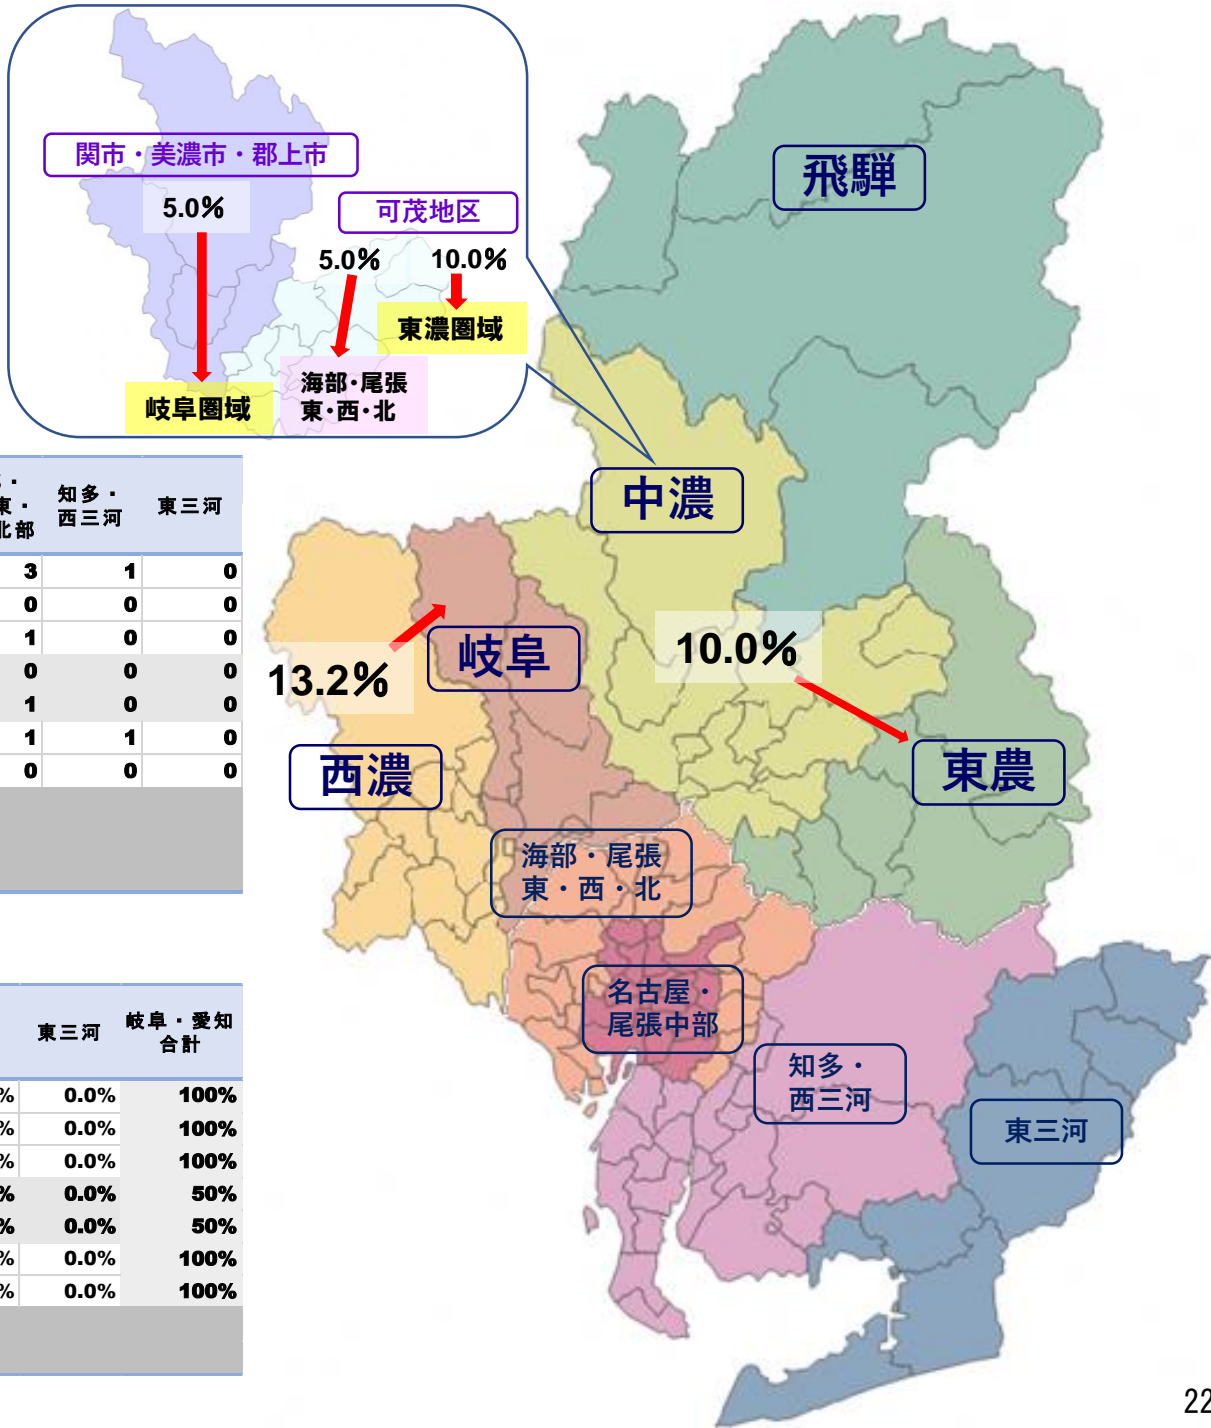 関市・美濃市・郡上市
5.0%
可茂地区
5.0%
10.0%
東濃圏域
岐阜圏域
海部・尾張
東・西・北
飛騨
中濃
岐阜
13.2%
10.0%
西濃
東農
海部・尾張
東・西・北
名古屋・
尾張中部
知多・
西三河
東三河
東・
北部
知多・
西三河
東三河
3 1 0
0 0 0
1 0 0
0 0 0
1 0 0
1 1 0
0 0 0
東三河
岐阜・愛知
合計
% 0.0% 100%
% 0.0% 100%
% 0.0% 100%
% 0.0% 50%
% 0.0% 50%
% 0.0% 100%
% 0.0% 100%
22